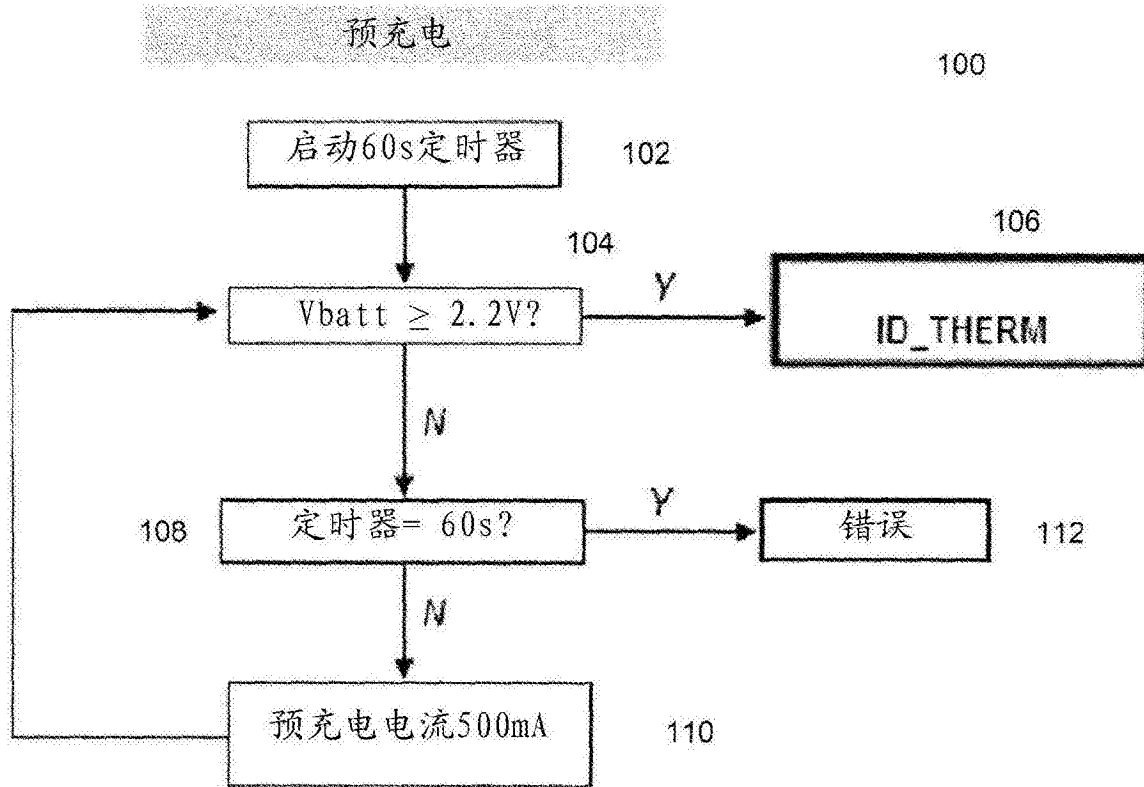 预充电
100
启动60s定时器
102
104
106
Vbatt ≥ 2.2V?
Y
ID_THERM
N
108
定时器= 60s?
Y
错误
112
N
预充电电流500mA
110